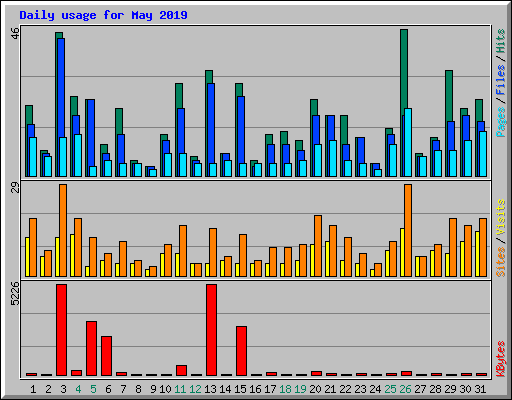 Daily usage for May 2019
46
Pages / Files / Hits
29
Sites / Visits
5226
KBytes
1 2 3 4 5 6 7 8 9 10 11 12 13 14 15 16 17 18 19 20 21 22 23 24 25 26 27 28 29 30 31